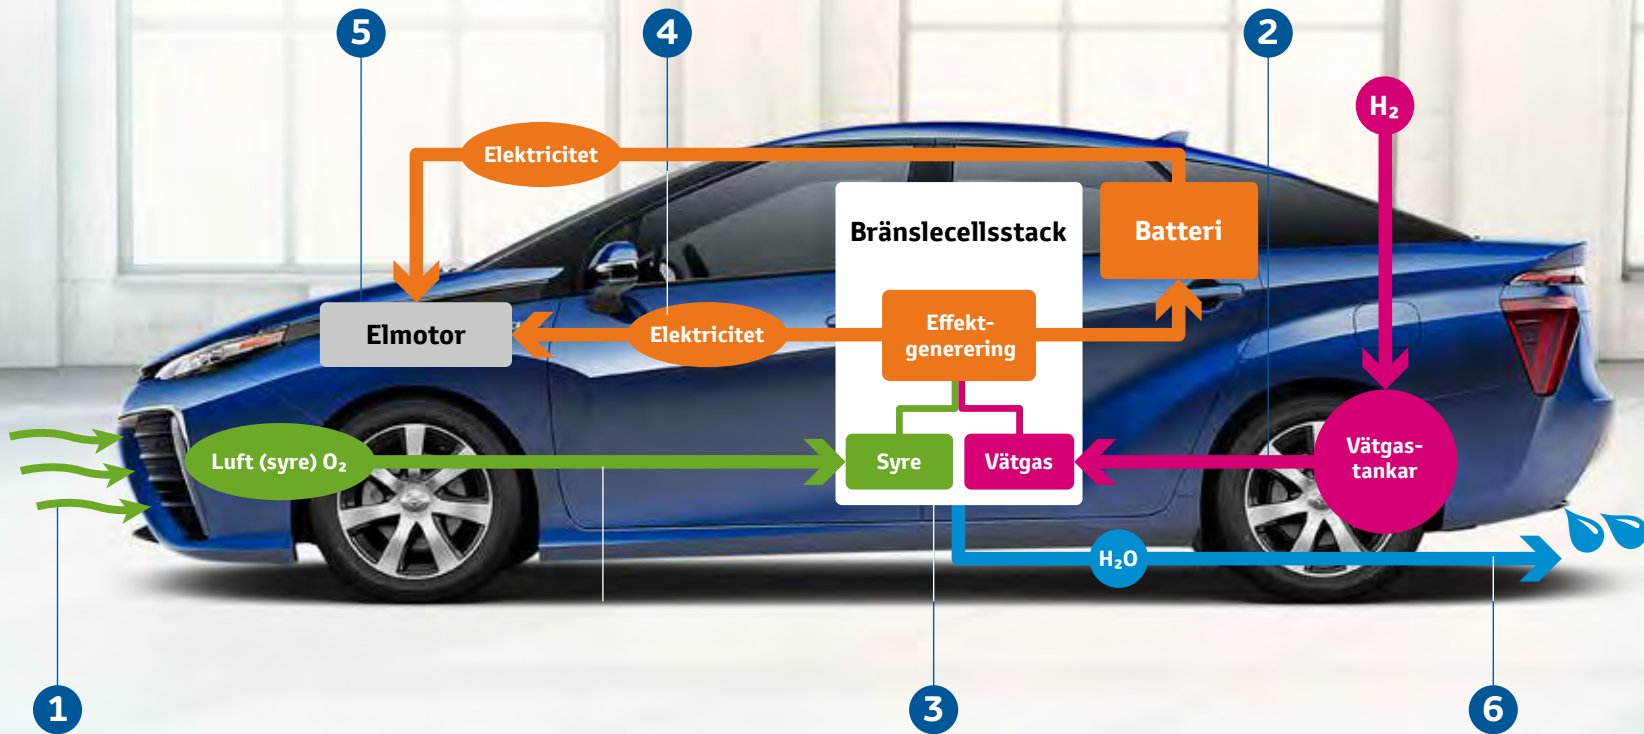 5
4
2
H₂
Elektricitet
Bränslecellsstack
Batteri
Elmotor
Elektricitet
Effekt-
generering
Luft (syre) O₂
Syre
Vätgas
Vätgas-
tankar
H₂O
1
3
6